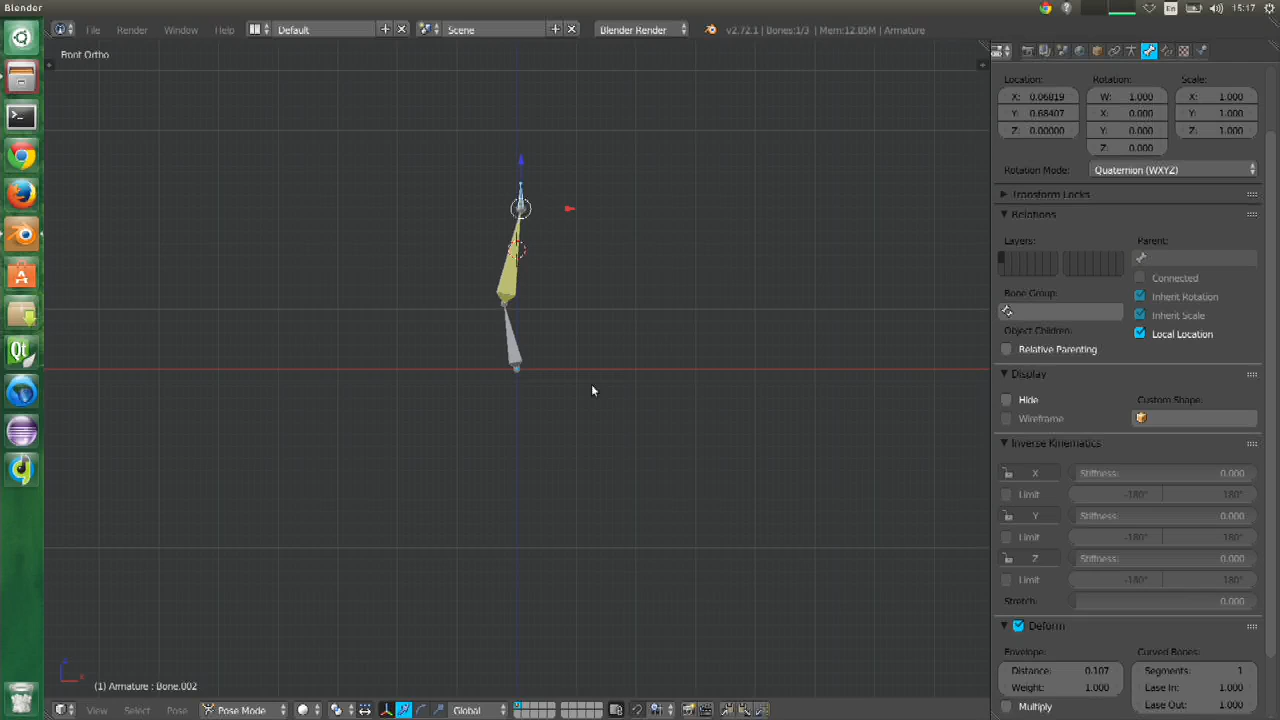 Blender
En
15:17
File Render Window Help
Default
Scene
Blender Render
v2.72.1 | Bones:1/3 | Mem:12.85M | Armature
Front Ortho
Location:
Rotation:
Scale:
X: 0.06819
W: 1.000
X: 1.000
Y: 0.68407
X: 0.000
Y: 1.000
Z: 0.00000
Y: 0.000
Z: 1.000
Z: 0.000
Rotation Mode:
Quaternion (WXYZ)
Transform Locks
Relations
Layers:
Parent:
Connected
Bone Group:
Inherit Rotation
Inherit Scale
Object Children:
Local Location
Relative Parenting
Display
Hide
Custom Shape:
Wireframe
Inverse Kinematics
X
Stiffness: 0.000
Limit
-180° 180°
Y
Stiffness: 0.000
Limit
-180° 180°
Z
Stiffness: 0.000
Limit
-180° 180°
Stretch: 0.000
Deform
Envelope:
Curved Bones:
Distance: 0.107
Segments: 1
Weight: 1.000
Ease In: 1.000
Multiply
Ease Out: 1.000
(1) Armature : Bone.002
View Select Pose
Pose Mode
Global